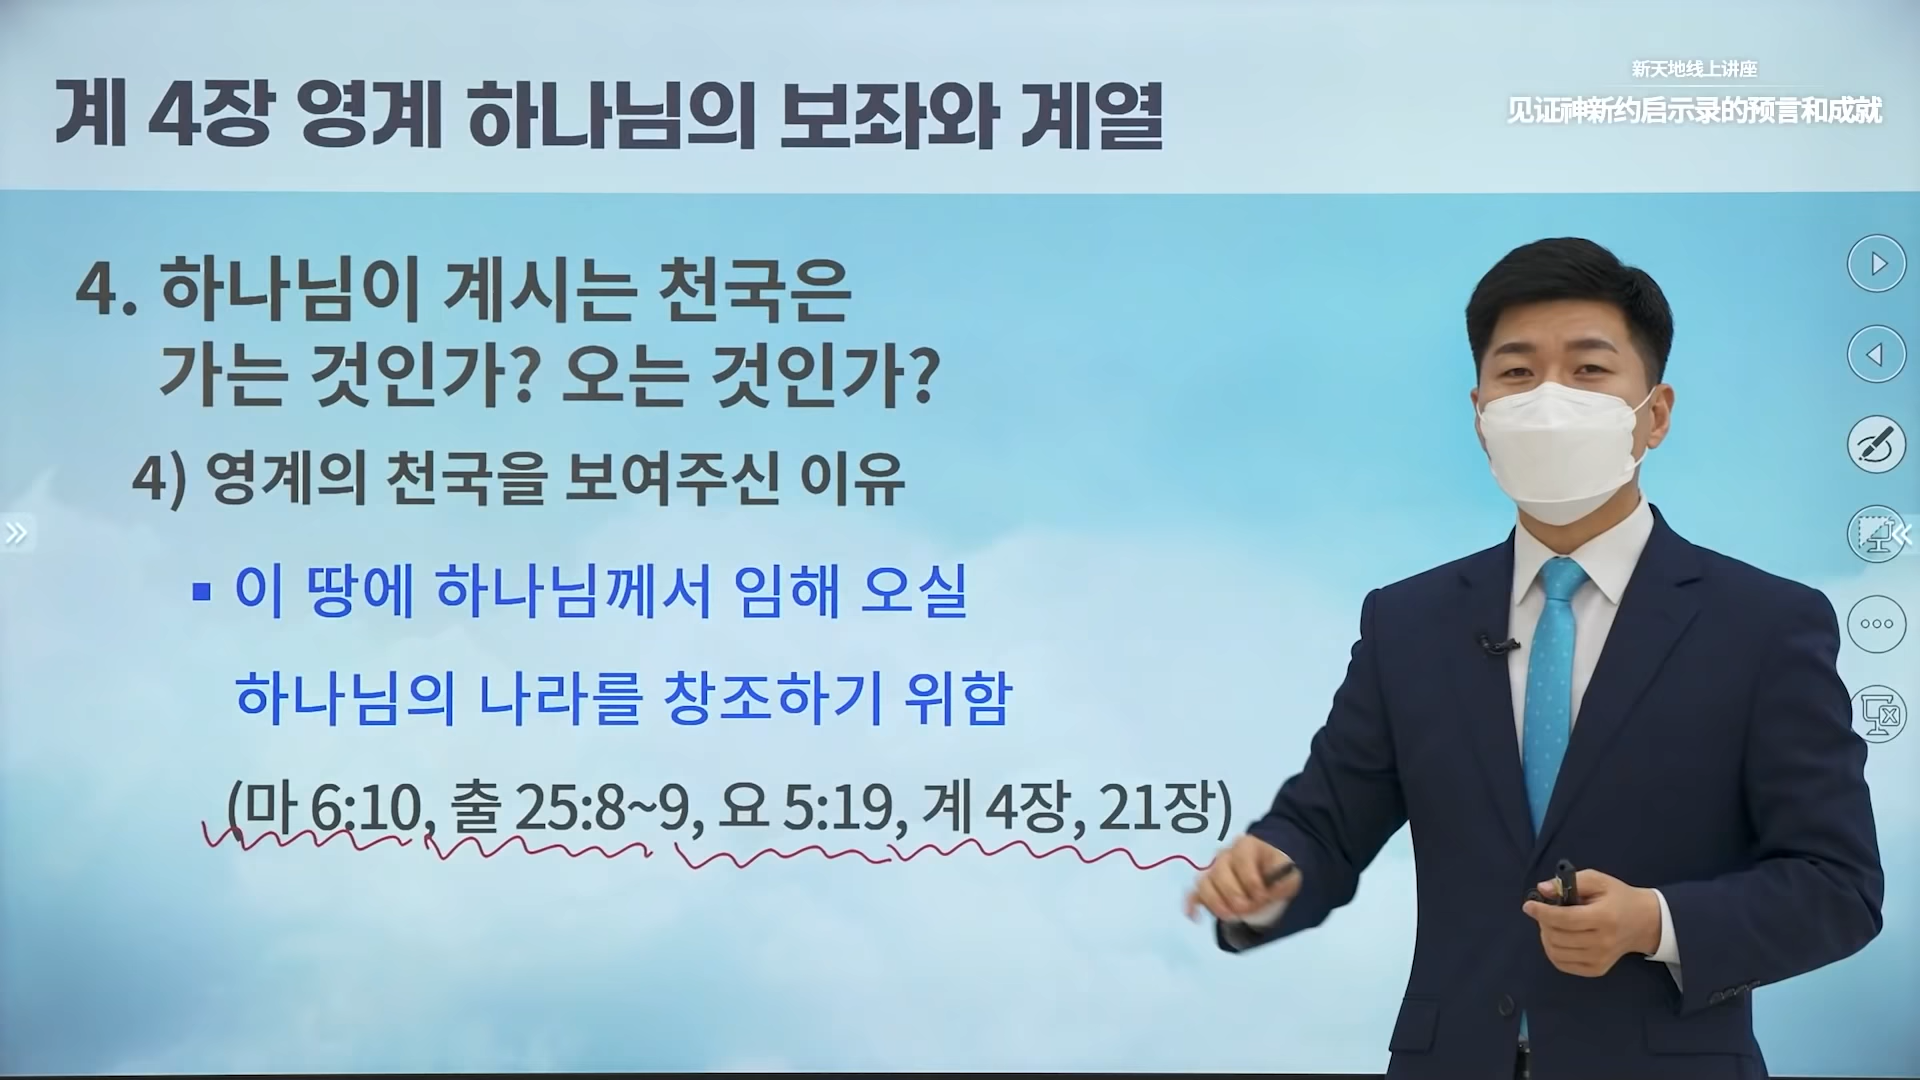 계 4장 영계 하나님의 보좌와 계열
新天地线上讲座
见证神新约启示录的预言和成就
4. 하나님이 계시는 천국은
가는 것인가? 오는 것인가?
4) 영계의 천국을 보여주신 이유
▪ 이 땅에 하나님께서 임해 오실
하나님의 나라를 창조하기 위함
(마 6:10, 출 25:8~9, 요 5:19, 계 4장, 21장)